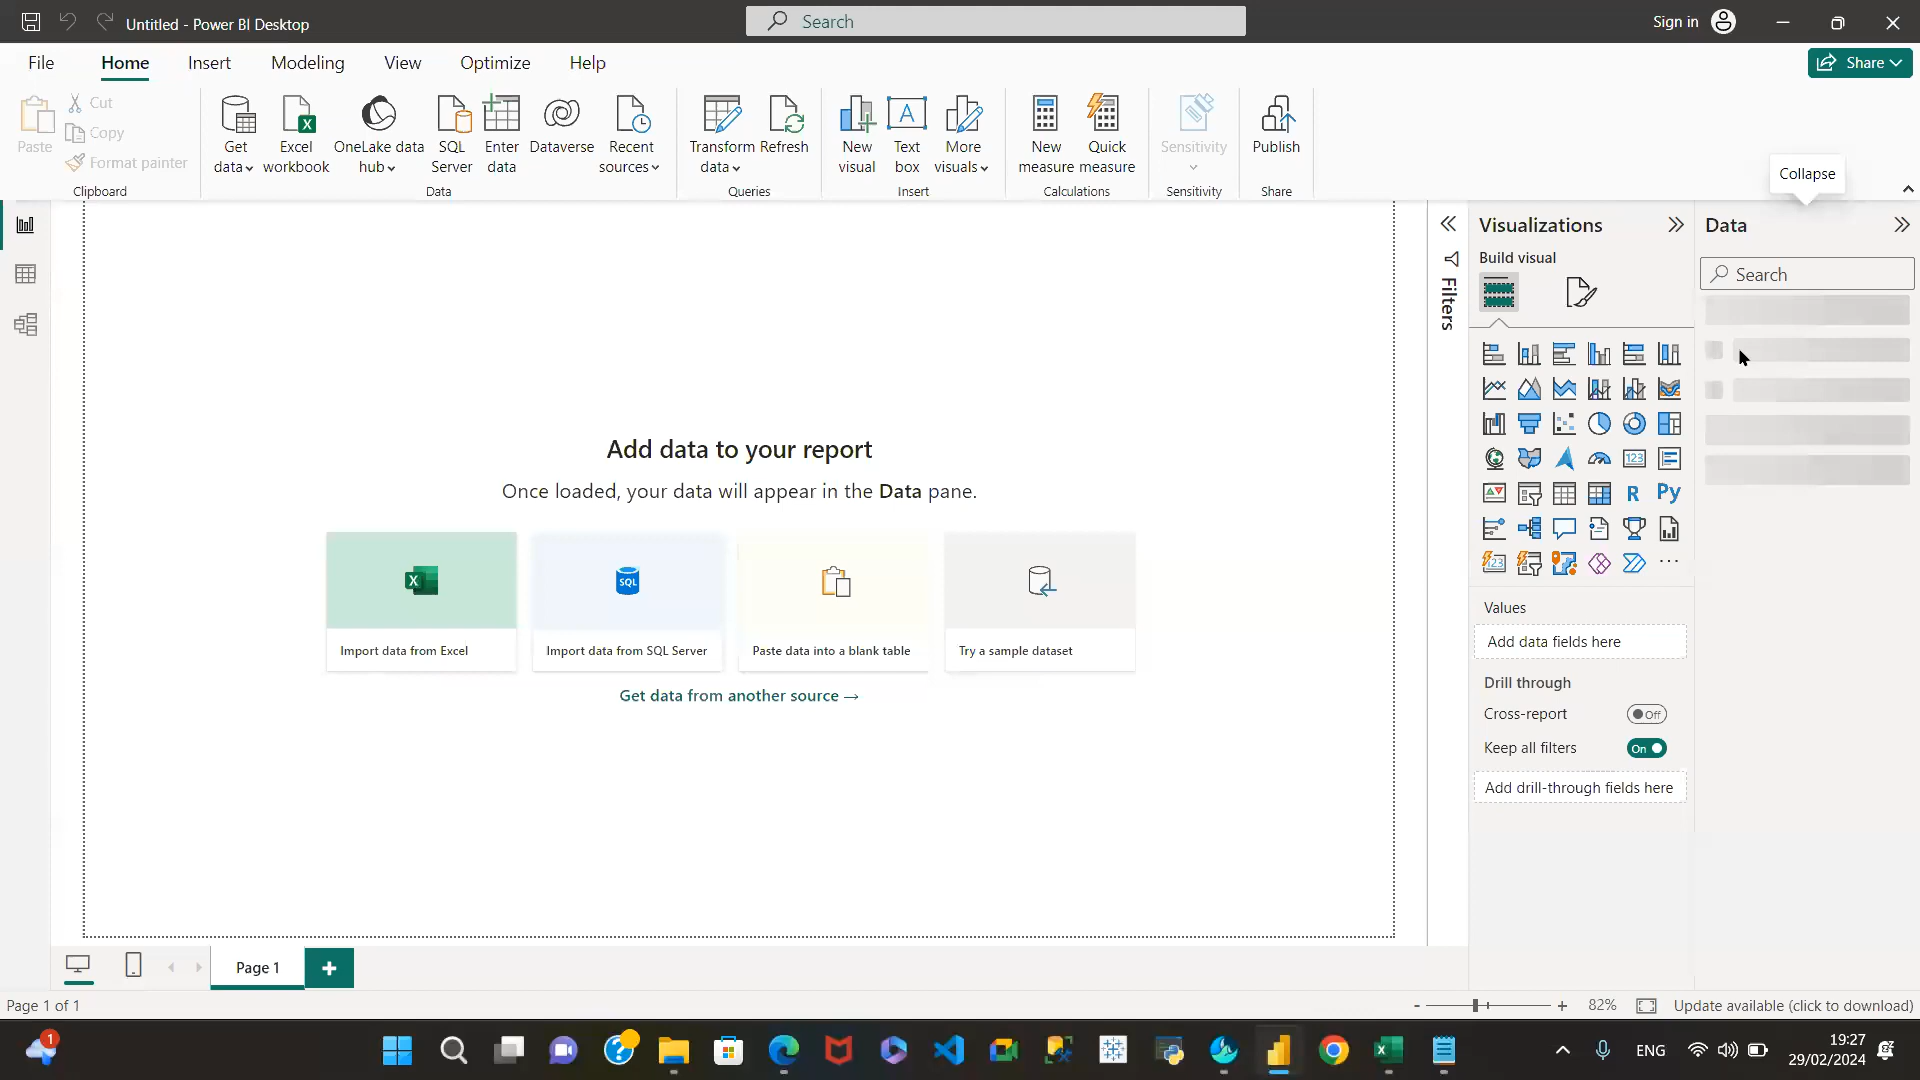 Untitled - Power BI Desktop
Search
Sign in
File
Home
Insert
Modeling
View
Optimize
Help
Share
Paste
Cut
Copy
Format painter
Clipboard
Get data
Excel workbook
OneLake data hub
SQL Server
Enter data
Dataverse
Recent sources
Data
Transform data
Refresh
Queries
New visual
Text box
More visuals
Insert
New measure
Quick measure
Calculations
Sensitivity
Sensitivity
Publish
Share
Collapse
Filters
Visualizations
Build visual
Data
Search
123
R
Py
123
Values
Add data fields here
Drill through
Cross-report
Off
Keep all filters
On
Add drill-through fields here
Add data to your report
Once loaded, your data will appear in the Data pane.
SQL
Import data from Excel
Import data from SQL Server
Paste data into a blank table
Try a sample dataset
Get data from another source →
Page 1
Page 1 of 1
82%
Update available (click to download)
1
ENG
19:27
29/02/2024